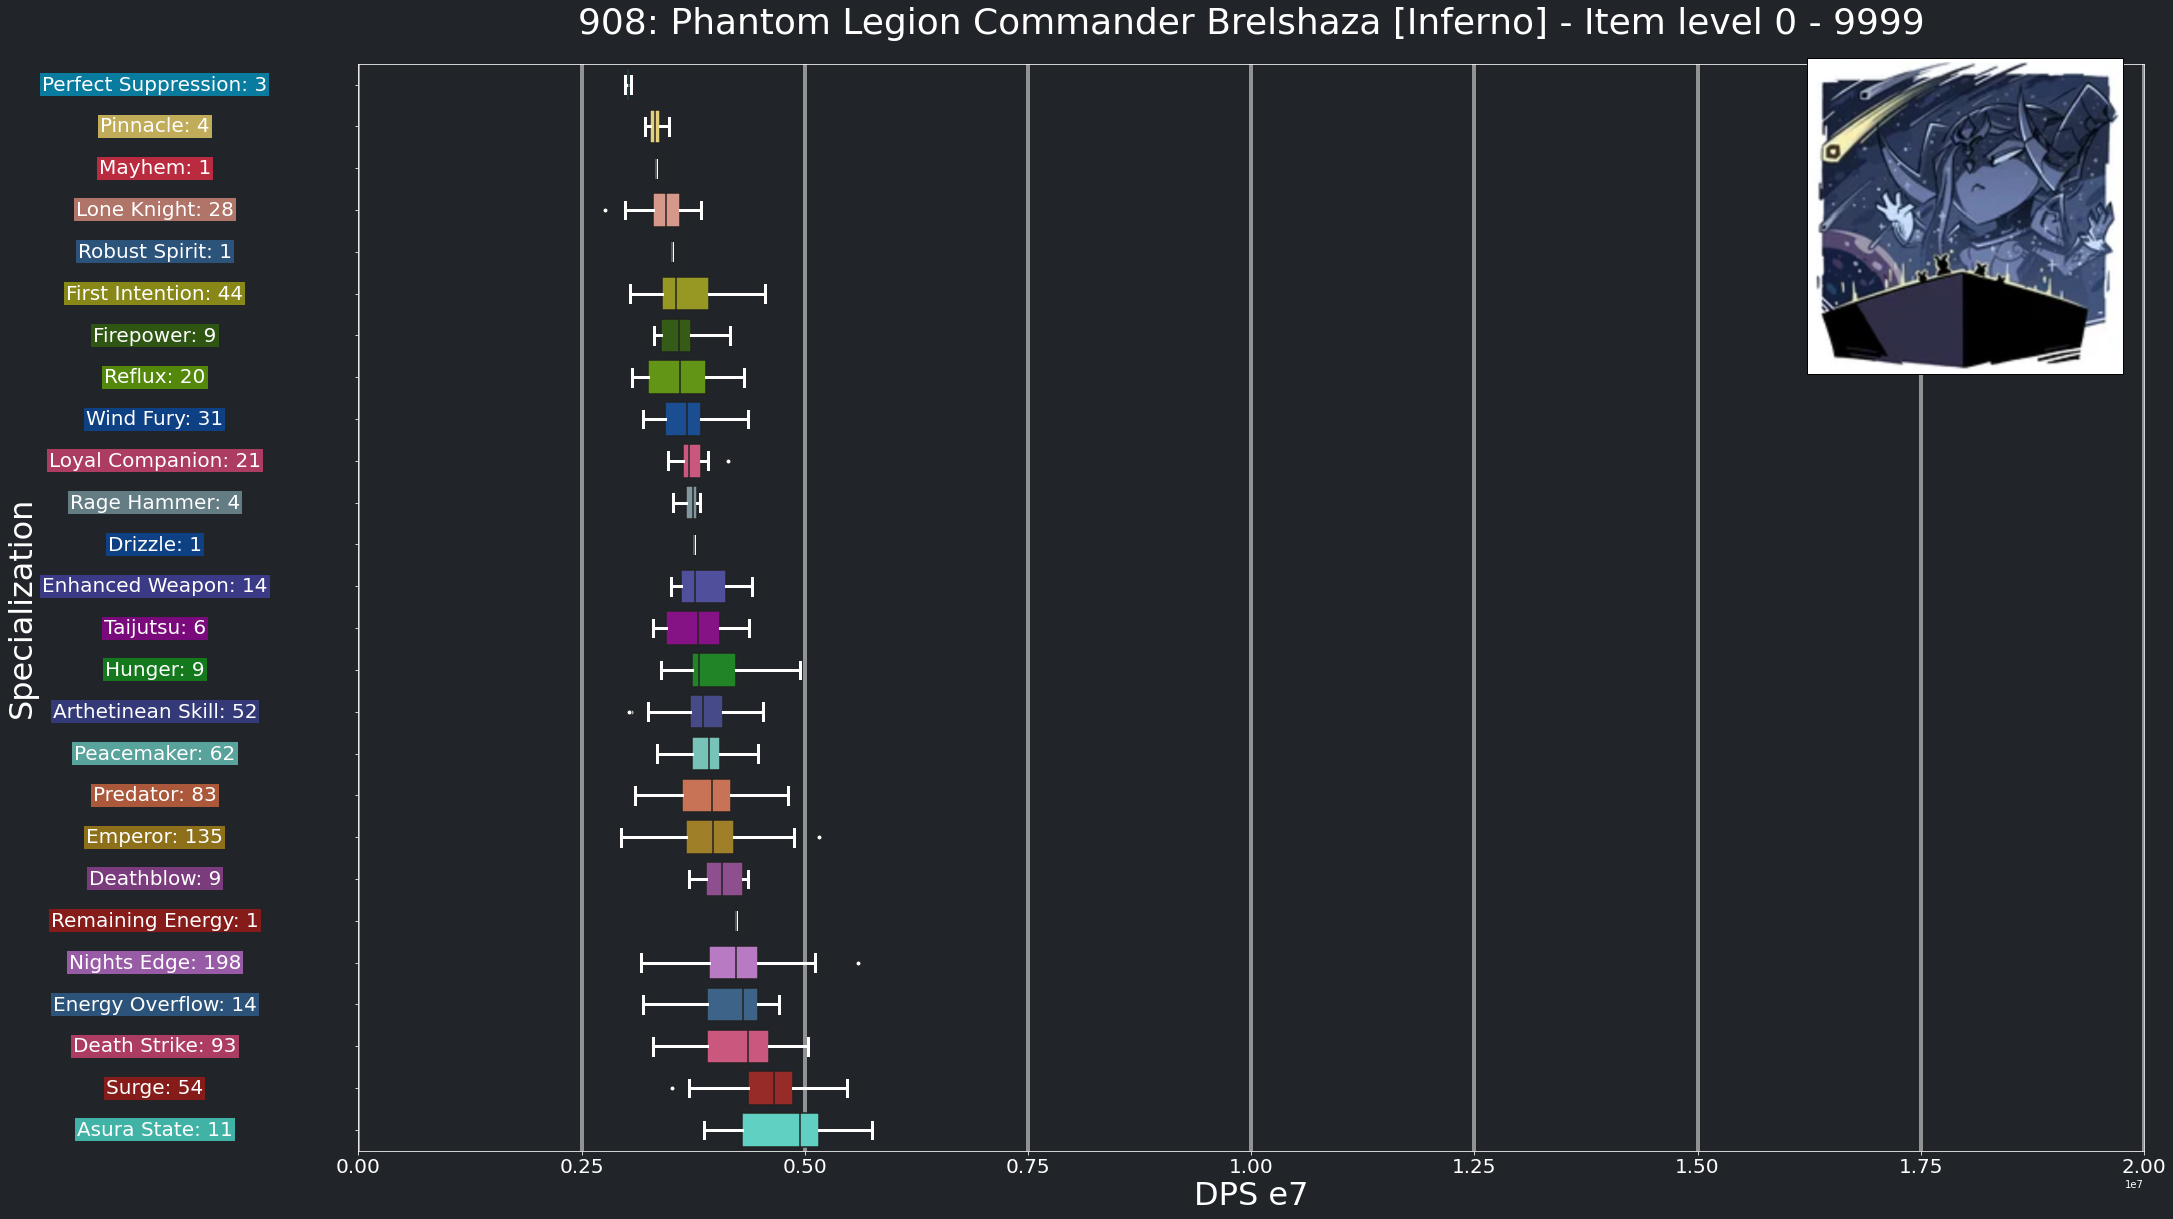 908: Phantom Legion Commander Brelshaza [Inferno] - Item level 0 - 9999
Perfect Suppression: 3
Pinnacle: 4
Mayhem: 1
Lone Knight: 28
Robust Spirit: 1
First Intention: 44
Firepower: 9
Reflux: 20
Wind Fury: 31
Loyal Companion: 21
Rage Hammer: 4
Drizzle: 1
Enhanced Weapon: 14
Taijutsu: 6
Hunger: 9
Arthetinean Skill: 52
Peacemaker: 62
Predator: 83
Emperor: 135
Deathblow: 9
Remaining Energy: 1
Nights Edge: 198
Energy Overflow: 14
Death Strike: 93
Surge: 54
Asura State: 11
Specialization
0.00 0.25 0.50 0.75 1.00 1.25 1.50 1.75 2.00
1e7
DPS e7